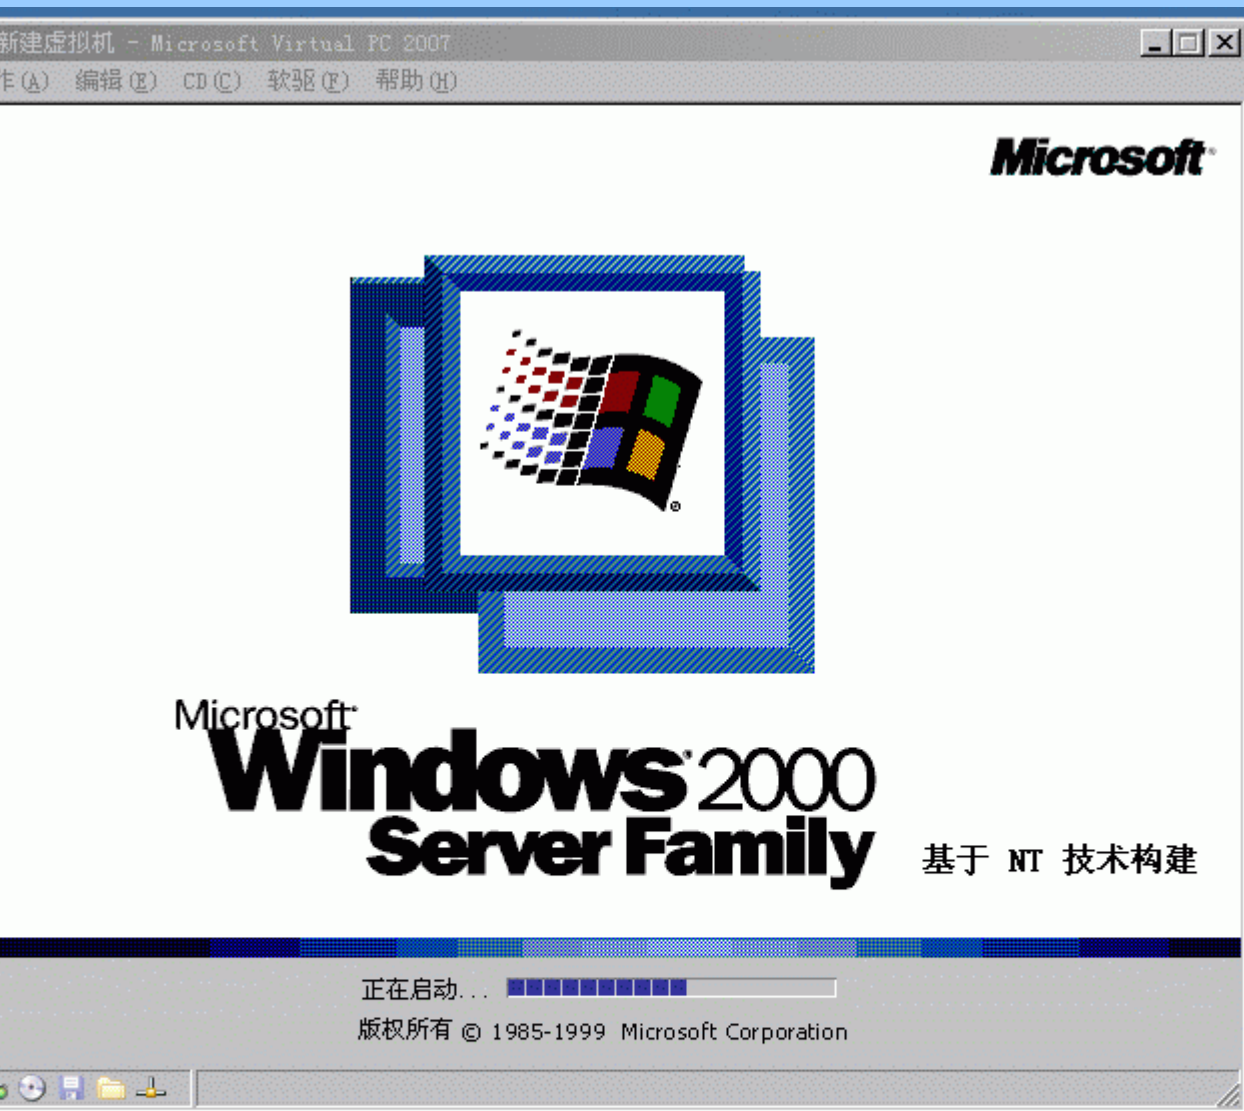 新建虚拟机 - Microsoft Virtual PC 2007
作(A) 编辑(E) CD(C) 软驱(F) 帮助(H)
Microsoft
Microsoft
Windows 2000
Server Family
基于 NT 技术构建
正在启动...
版权所有 © 1985-1999 Microsoft Corporation